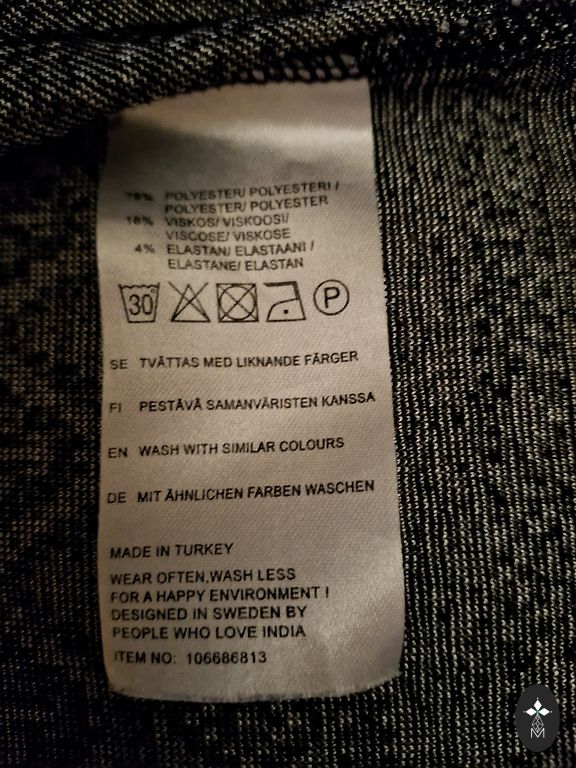 78% POLYESTER/ POLYESTERI /
POLYESTER/ POLYESTER
18% VISKOS/ VISKOOSI/
VISCOSE/ VISKOSE
4% ELASTAN/ ELASTAANI /
ELASTANE/ ELASTAN
30 P
SE TVÄTTAS MED LIKNANDE FÄRGER
FI PESTÄVÄ SAMANVÄRISTEN KANSSA
EN WASH WITH SIMILAR COLOURS
DE MIT ÄHNLICHEN FARBEN WASCHEN
MADE IN TURKEY
WEAR OFTEN,WASH LESS
FOR A HAPPY ENVIRONMENT !
DESIGNED IN SWEDEN BY
PEOPLE WHO LOVE INDIA
ITEM NO: 106686813
M